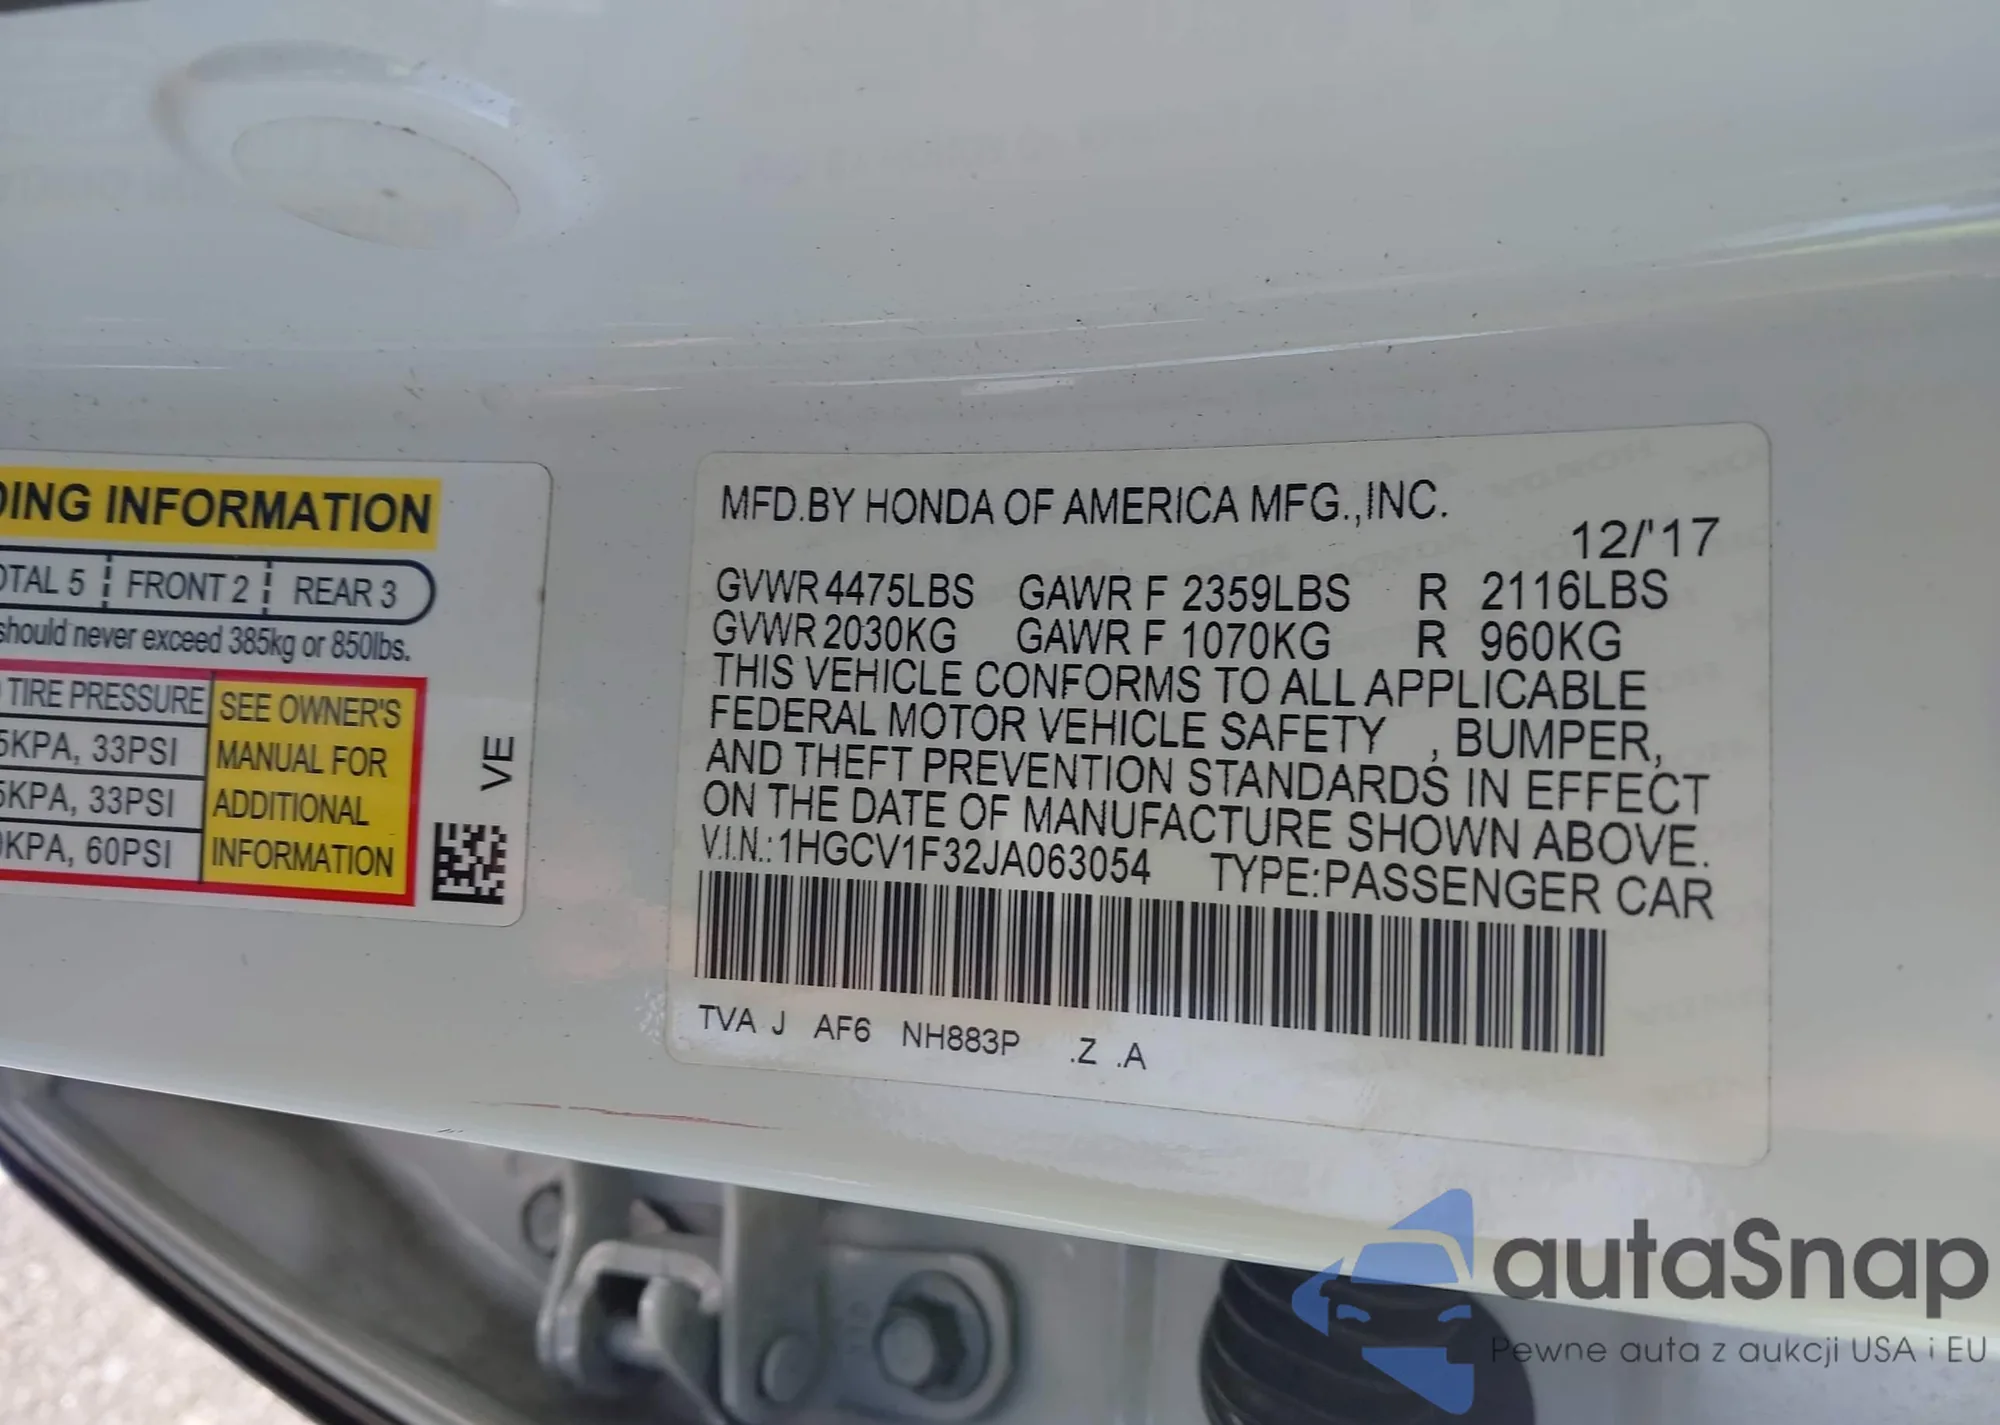 DING INFORMATION
OTAL 5 FRONT 2 REAR 3
should never exceed 385kg or 850lbs.
TIRE PRESSURE
5KPA, 33PSI
5KPA, 33PSI
0KPA, 60PSI
SEE OWNER'S
MANUAL FOR
ADDITIONAL
INFORMATION
VE
MFD.BY HONDA OF AMERICA MFG.,INC.
12/'17
GVWR 4475LBS GAWR F 2359LBS R 2116LBS
GVWR 2030KG GAWR F 1070KG R 960KG
THIS VEHICLE CONFORMS TO ALL APPLICABLE
FEDERAL MOTOR VEHICLE SAFETY , BUMPER,
AND THEFT PREVENTION STANDARDS IN EFFECT
ON THE DATE OF MANUFACTURE SHOWN ABOVE.
V.I.N.: 1HGCV1F32JA063054 TYPE:PASSENGER CAR
TVA J AF6 NH883P .Z .A
autaSnap
Pewne auta z aukcji USA i EU